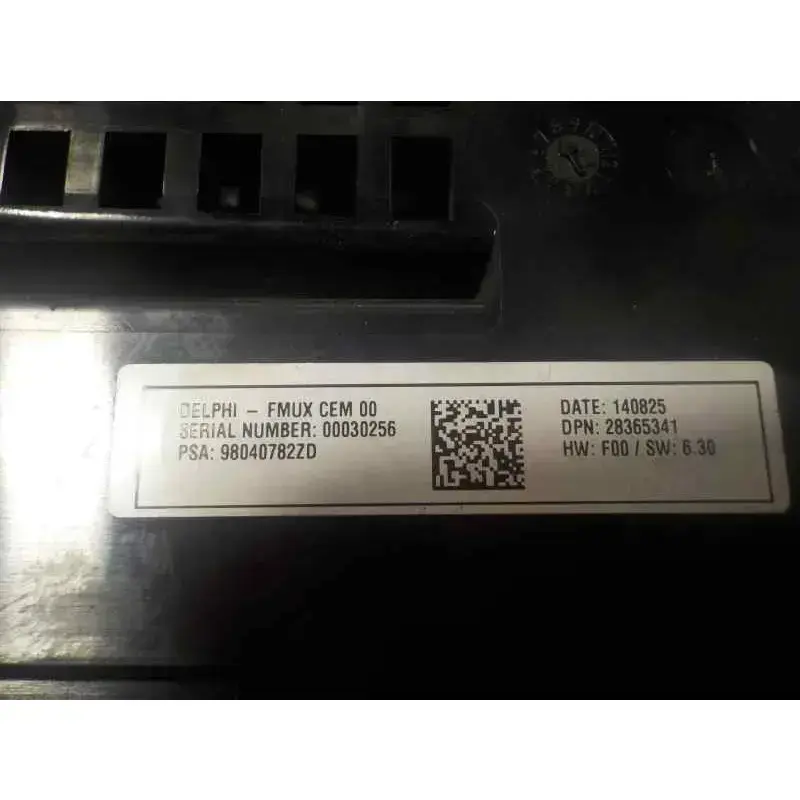 DELPHI - FMUX CEM 00
SERIAL NUMBER: 00030256
PSA: 98040782ZD
DATE: 140825
DPN: 28365341
HW: F00 / SW: 6.30